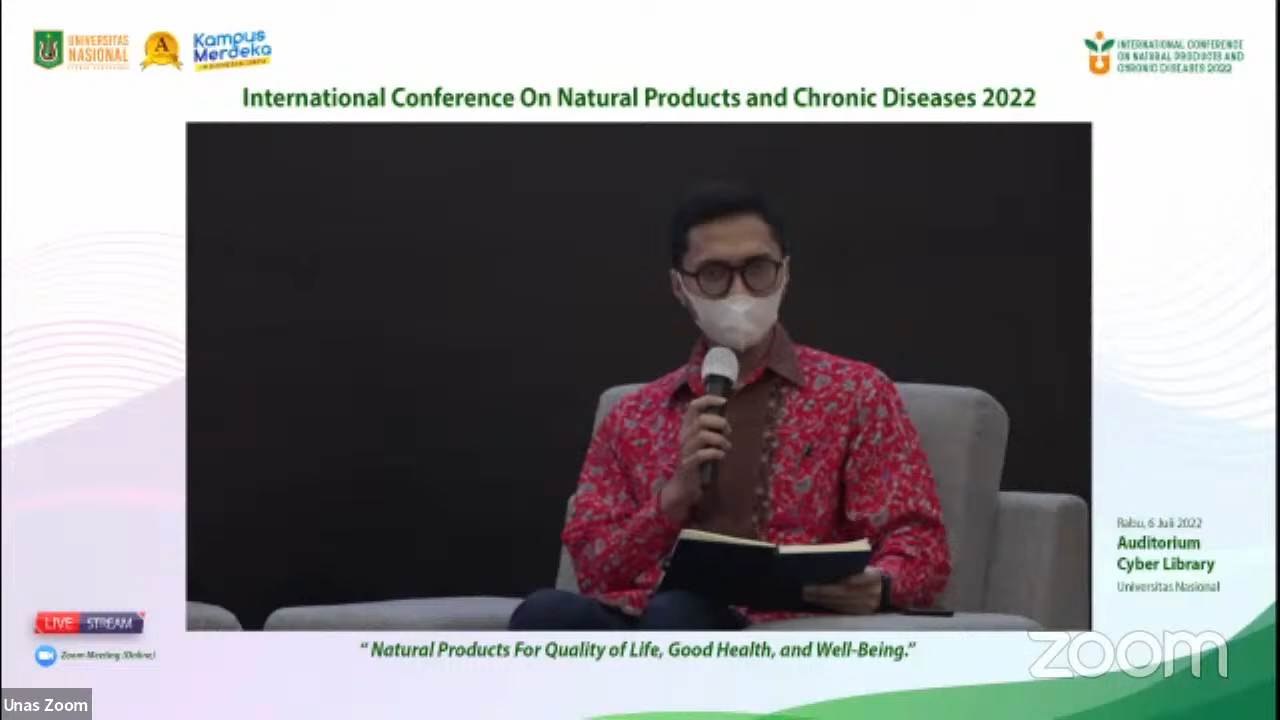 UNIVERSITAS
NASIONAL
A
Kampus
Merdeka
INTERNATIONAL CONFERENCE
ON NATURAL PRODUCTS AND
CHRONIC DISEASES 2022
International Conference On Natural Products and Chronic Diseases 2022
Rabu, 6 Juli 2022
Auditorium
Cyber Library
Universitas Nasional
LIVE STREAM
Zoom Meeting (Online)
“ Natural Products For Quality of Life, Good Health, and Well-Being.”
zoom
Unas Zoom